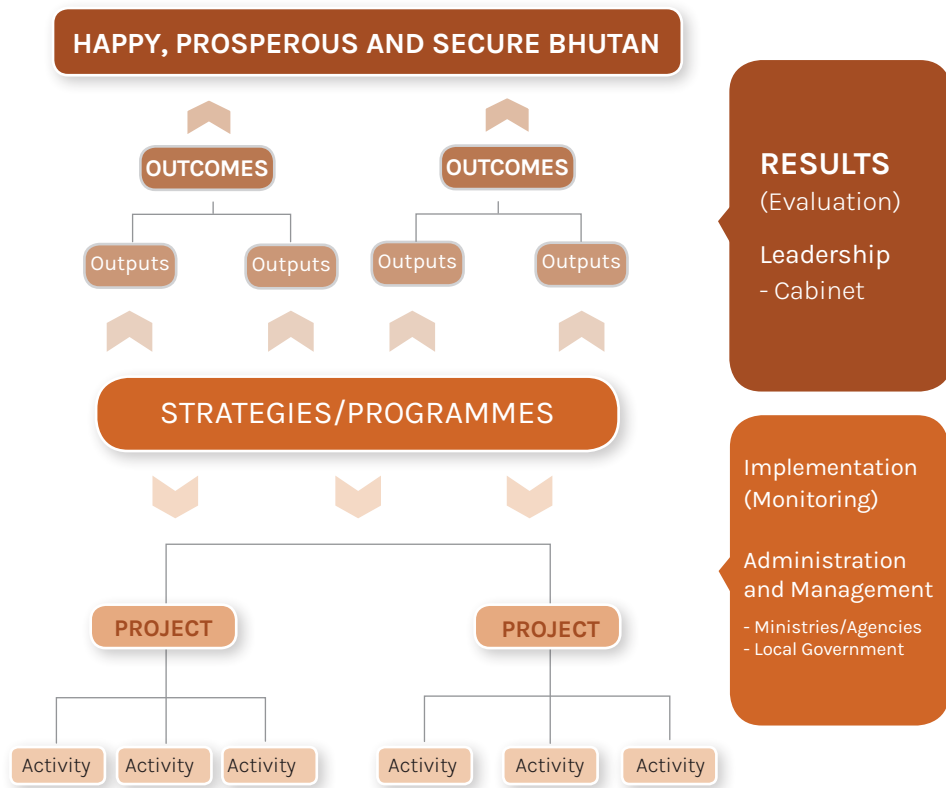 HAPPY, PROSPEROUS AND SECURE BHUTAN
OUTCOMES
OUTCOMES
Outputs
Outputs
Outputs
Outputs
STRATEGIES/PROGRAMMES
PROJECT
PROJECT
Activity
Activity
Activity
Activity
Activity
Activity
RESULTS
(Evaluation)
Leadership
- Cabinet
Implementation
(Monitoring)
Administration
and Management
- Ministries/Agencies
- Local Government